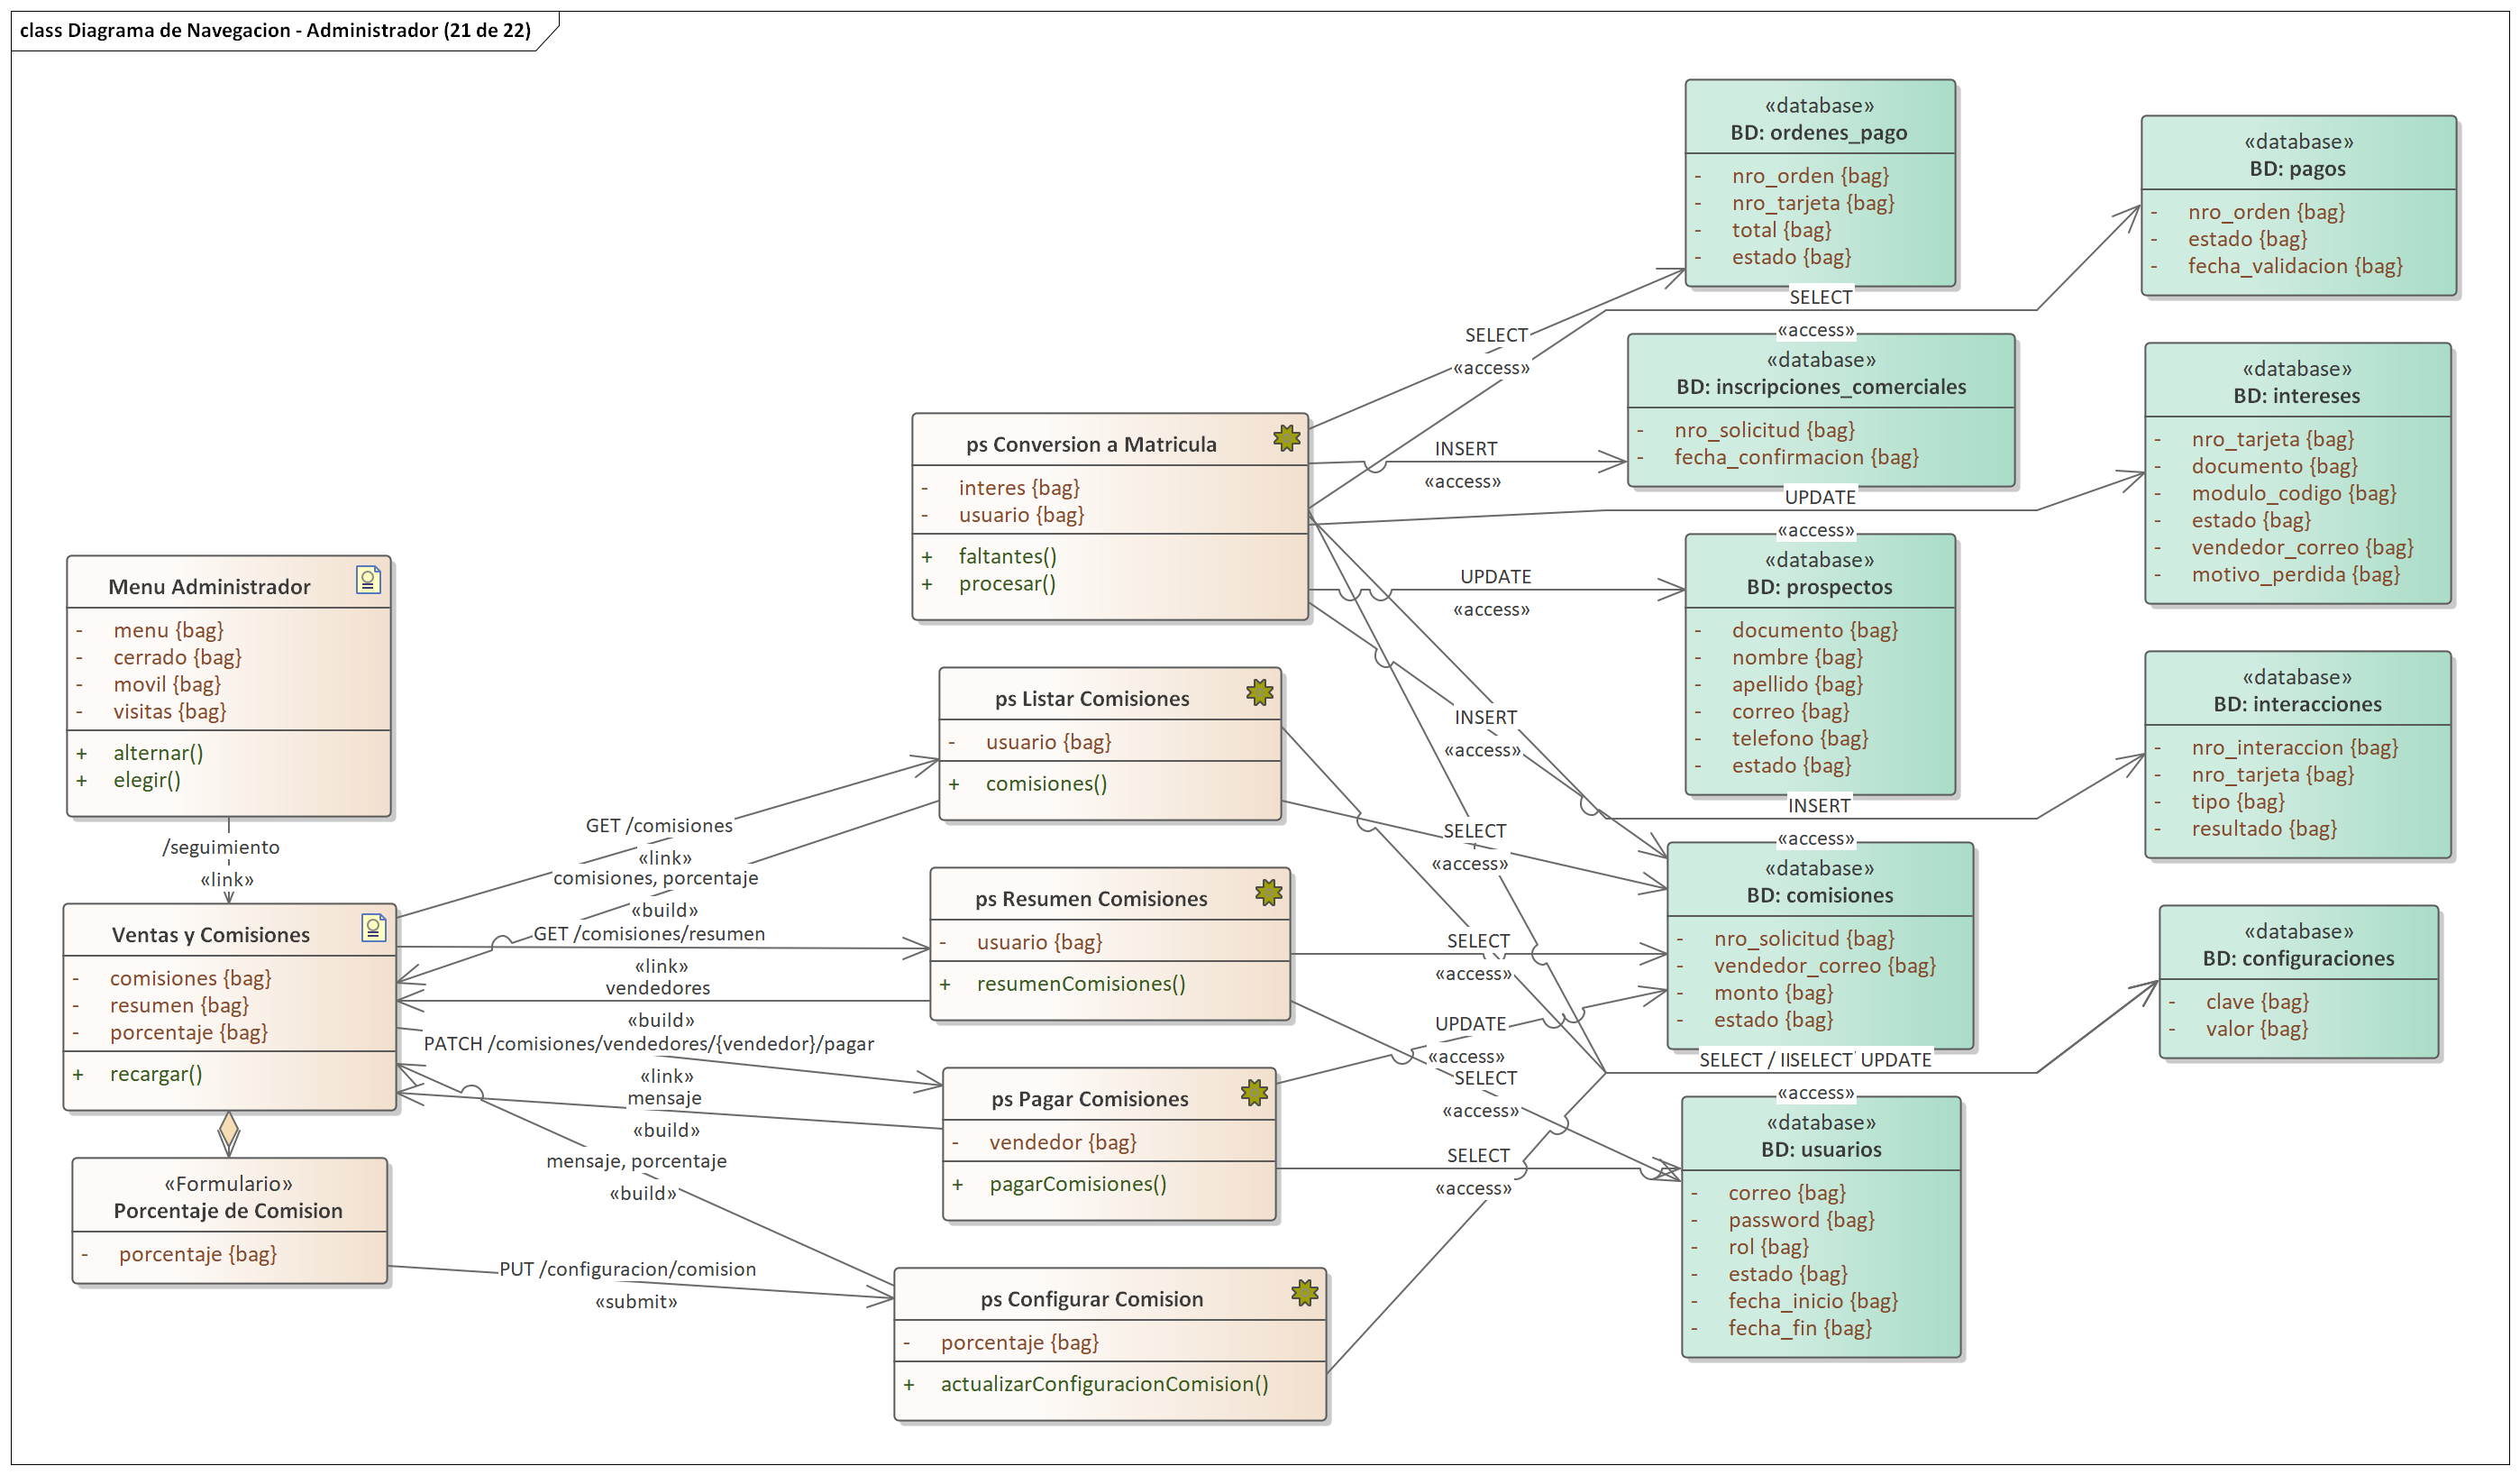 class Diagrama de Navegacion - Administrador (21 de 22)
Menu Administrador
- menu {bag}
- cerrado {bag}
- movil {bag}
- visitas {bag}
+ alternar()
+ elegir()
/seguimiento
«link»
Ventas y Comisiones
- comisiones {bag}
- resumen {bag}
- porcentaje {bag}
+ recargar()
«Formulario»
Porcentaje de Comision
- porcentaje {bag}
GET /comisiones
«link»
comisiones, porcentaje
«build»
GET /comisiones/resumen
«link»
vendedores
«build»
PATCH /comisiones/vendedores/{vendedor}/pagar
«link»
mensaje
«build»
mensaje, porcentaje
«build»
PUT /configuracion/comision
«submit»
ps Conversion a Matricula
- interes {bag}
- usuario {bag}
+ faltantes()
+ procesar()
ps Listar Comisiones
- usuario {bag}
+ comisiones()
ps Resumen Comisiones
- usuario {bag}
+ resumenComisiones()
ps Pagar Comisiones
- vendedor {bag}
+ pagarComisiones()
ps Configurar Comision
- porcentaje {bag}
+ actualizarConfiguracionComision()
SELECT
«access»
INSERT
«access»
UPDATE
«access»
INSERT
«access»
SELECT
«access»
SELECT
«access»
UPDATE
«access»
SELECT
«access»
SELECT
«access»
«database»
BD: ordenes_pago
- nro_orden {bag}
- nro_tarjeta {bag}
- total {bag}
- estado {bag}
SELECT
«access»
«database»
BD: inscripciones_comerciales
- nro_solicitud {bag}
- fecha_confirmacion {bag}
UPDATE
«access»
«database»
BD: prospectos
- documento {bag}
- nombre {bag}
- apellido {bag}
- correo {bag}
- telefono {bag}
- estado {bag}
INSERT
«access»
«database»
BD: comisiones
- nro_solicitud {bag}
- vendedor_correo {bag}
- monto {bag}
- estado {bag}
SELECT / UPDATE
«access»
«database»
BD: usuarios
- correo {bag}
- password {bag}
- rol {bag}
- estado {bag}
- fecha_inicio {bag}
- fecha_fin {bag}
«database»
BD: pagos
- nro_orden {bag}
- estado {bag}
- fecha_validacion {bag}
«database»
BD: intereses
- nro_tarjeta {bag}
- documento {bag}
- modulo_codigo {bag}
- estado {bag}
- vendedor_correo {bag}
- motivo_perdida {bag}
«database»
BD: interacciones
- nro_interaccion {bag}
- nro_tarjeta {bag}
- tipo {bag}
- resultado {bag}
«database»
BD: configuraciones
- clave {bag}
- valor {bag}